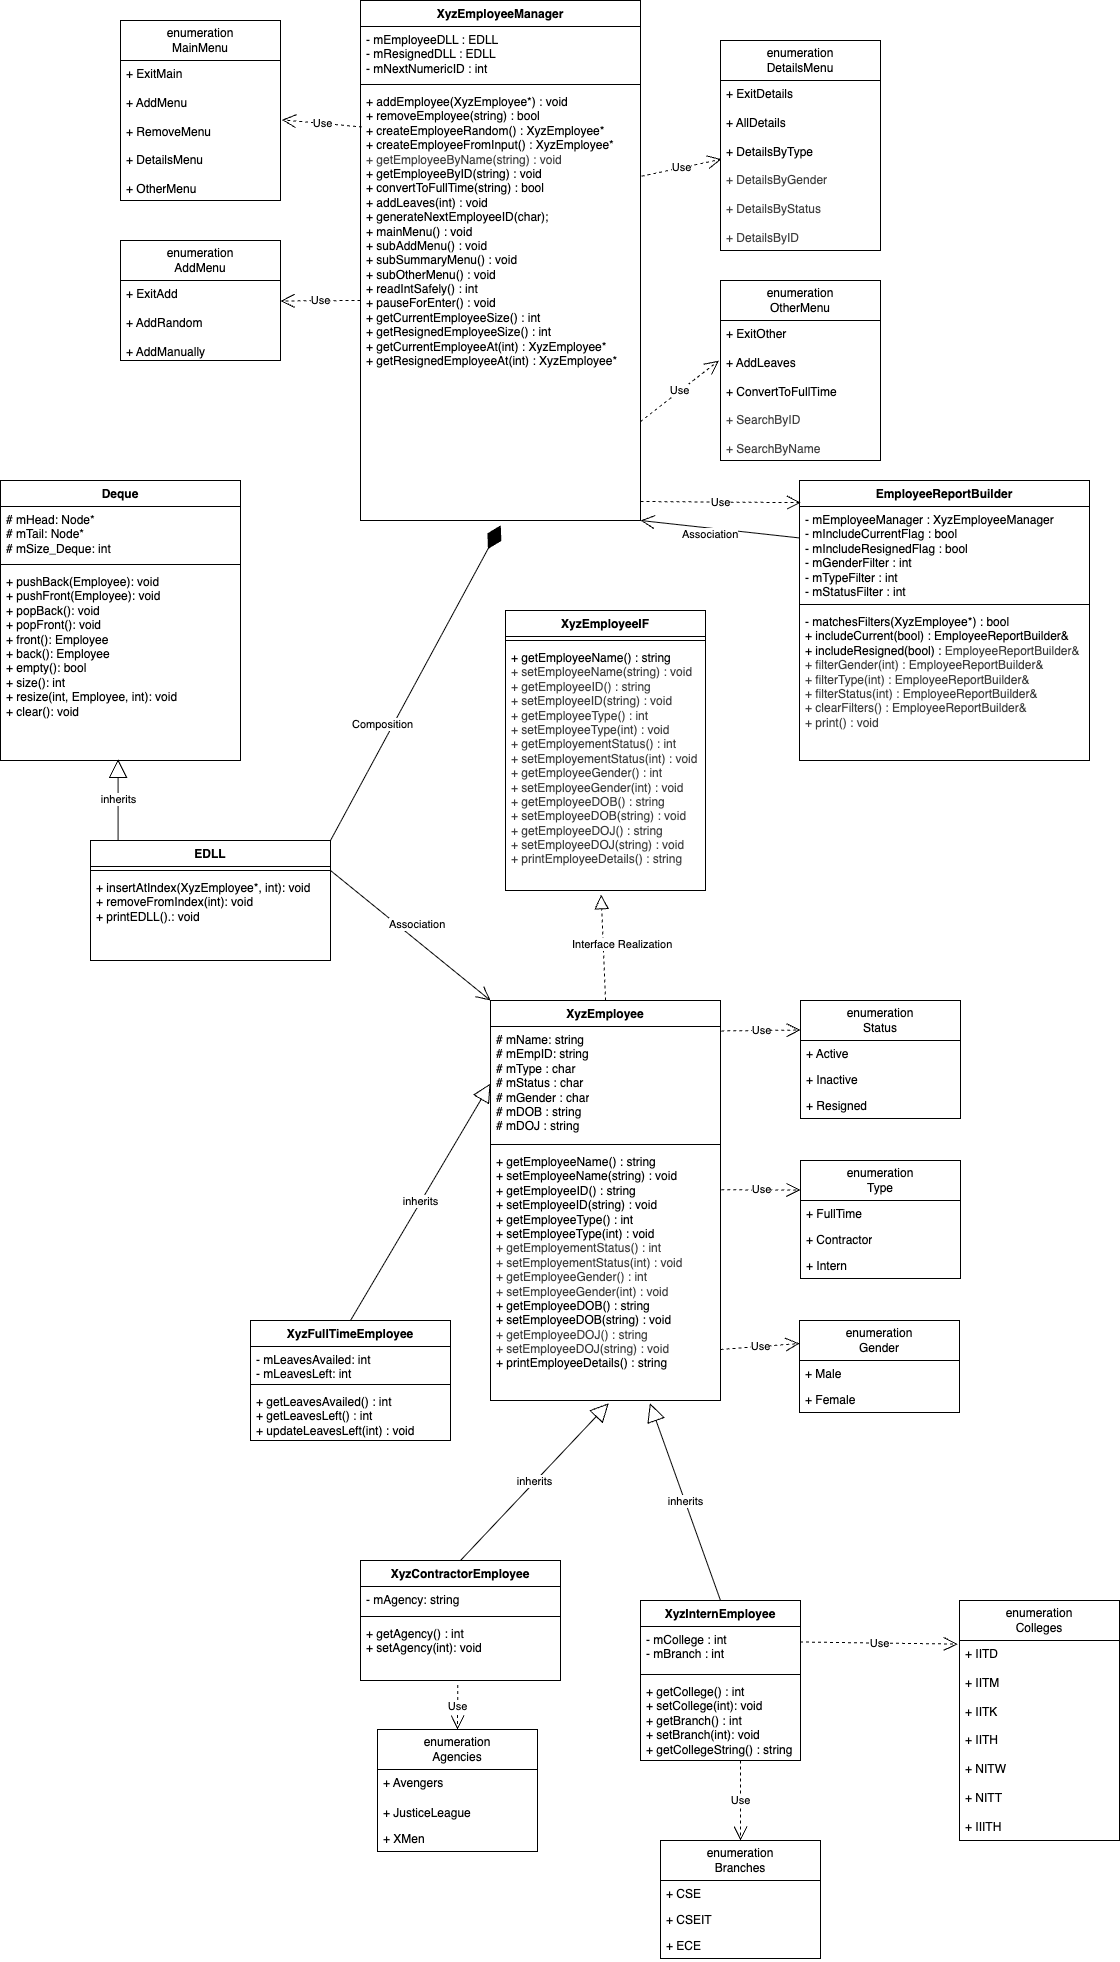 XyzEmployeeManager
- mEmployeeDLL : EDLL
- mResignedDLL : EDLL
- mNextNumericID : int
+ addEmployee(XyzEmployee*) : void
+ removeEmployee(string) : bool
+ createEmployeeRandom() : XyzEmployee*
+ createEmployeeFromInput() : XyzEmployee*
+ getEmployeeByName(string) : void
+ getEmployeeByID(string) : void
+ convertToFullTime(string) : bool
+ addLeaves(int) : void
+ generateNextEmployeeID(char);
+ mainMenu() : void
+ subAddMenu() : void
+ subSummaryMenu() : void
+ subOtherMenu() : void
+ readIntSafely() : int
+ pauseForEnter() : void
+ getCurrentEmployeeSize() : int
+ getResignedEmployeeSize() : int
+ getCurrentEmployeeAt(int) : XyzEmployee*
+ getResignedEmployeeAt(int) : XyzEmployee*
enumeration
MainMenu
+ ExitMain
+ AddMenu
+ RemoveMenu
+ DetailsMenu
+ OtherMenu
Use
enumeration
AddMenu
+ ExitAdd
+ AddRandom
+ AddManually
Use
enumeration
DetailsMenu
+ ExitDetails
+ AllDetails
+ DetailsByType
+ DetailsByGender
+ DetailsByStatus
+ DetailsByID
Use
enumeration
OtherMenu
+ ExitOther
+ AddLeaves
+ ConvertToFullTime
+ SearchByID
+ SearchByName
Use
Use
Association
EmployeeReportBuilder
- mEmployeeManager : XyzEmployeeManager
- mIncludeCurrentFlag : bool
- mIncludeResignedFlag : bool
- mGenderFilter : int
- mTypeFilter : int
- mStatusFilter : int
- matchesFilters(XyzEmployee*) : bool
+ includeCurrent(bool) : EmployeeReportBuilder&
+ includeResigned(bool) : EmployeeReportBuilder&
+ filterGender(int) : EmployeeReportBuilder&
+ filterType(int) : EmployeeReportBuilder&
+ filterStatus(int) : EmployeeReportBuilder&
+ clearFilters() : EmployeeReportBuilder&
+ print() : void
Deque
# mHead: Node*
# mTail: Node*
# mSize_Deque: int
+ pushBack(Employee): void
+ pushFront(Employee): void
+ popBack(): void
+ popFront(): void
+ front(): Employee
+ back(): Employee
+ empty(): bool
+ size(): int
+ resize(int, Employee, int): void
+ clear(): void
inherits
Composition
EDLL
+ insertAtIndex(XyzEmployee*, int): void
+ removeFromIndex(int): void
+ printEDLL().: void
Association
XyzEmployeeIF
+ getEmployeeName() : string
+ setEmployeeName(string) : void
+ getEmployeeID() : string
+ setEmployeeID(string) : void
+ getEmployeeType() : int
+ setEmployeeType(int) : void
+ getEmployementStatus() : int
+ setEmployementStatus(int) : void
+ getEmployeeGender() : int
+ setEmployeeGender(int) : void
+ getEmployeeDOB() : string
+ setEmployeeDOB(string) : void
+ getEmployeeDOJ() : string
+ setEmployeeDOJ(string) : void
+ printEmployeeDetails() : string
Interface Realization
XyzEmployee
# mName: string
# mEmpID: string
# mType : char
# mStatus : char
# mGender : char
# mDOB : string
# mDOJ : string
+ getEmployeeName() : string
+ setEmployeeName(string) : void
+ getEmployeeID() : string
+ setEmployeeID(string) : void
+ getEmployeeType() : int
+ setEmployeeType(int) : void
+ getEmployementStatus() : int
+ setEmployementStatus(int) : void
+ getEmployeeGender() : int
+ setEmployeeGender(int) : void
+ getEmployeeDOB() : string
+ setEmployeeDOB(string) : void
+ getEmployeeDOJ() : string
+ setEmployeeDOJ(string) : void
+ printEmployeeDetails() : string
Use
enumeration
Status
+ Active
+ Inactive
+ Resigned
Use
enumeration
Type
+ FullTime
+ Contractor
+ Intern
Use
enumeration
Gender
+ Male
+ Female
inherits
XyzFullTimeEmployee
- mLeavesAvailed: int
- mLeavesLeft: int
+ getLeavesAvailed() : int
+ getLeavesLeft() : int
+ updateLeavesLeft(int) : void
inherits
inherits
XyzContractorEmployee
- mAgency: string
+ getAgency() : int
+ setAgency(int): void
Use
enumeration
Agencies
+ Avengers
+ JusticeLeague
+ XMen
XyzInternEmployee
- mCollege : int
- mBranch : int
+ getCollege() : int
+ setCollege(int): void
+ getBranch() : int
+ setBranch(int): void
+ getCollegeString() : string
Use
enumeration
Colleges
+ IITD
+ IITM
+ IITK
+ IITH
+ NITW
+ NITT
+ IIITH
Use
enumeration
Branches
+ CSE
+ CSEIT
+ ECE